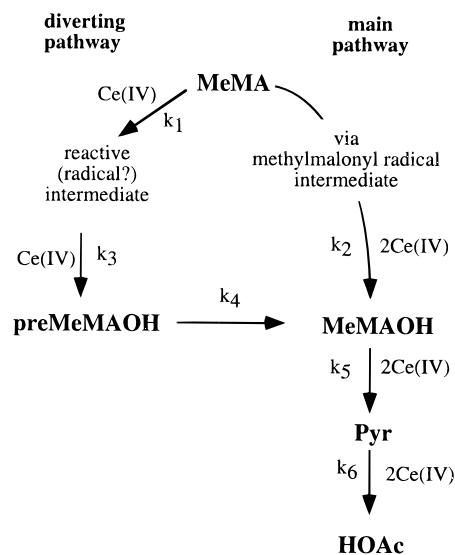 diverting
pathway
main
pathway
MeMA
Ce(IV)
k1
reactive
(radical?)
intermediate
via
methylmalonyl radical
intermediate
Ce(IV)
k3
k2
2Ce(IV)
preMeMAOH
k4
MeMAOH
k5
2Ce(IV)
Pyr
k6
2Ce(IV)
HOAc